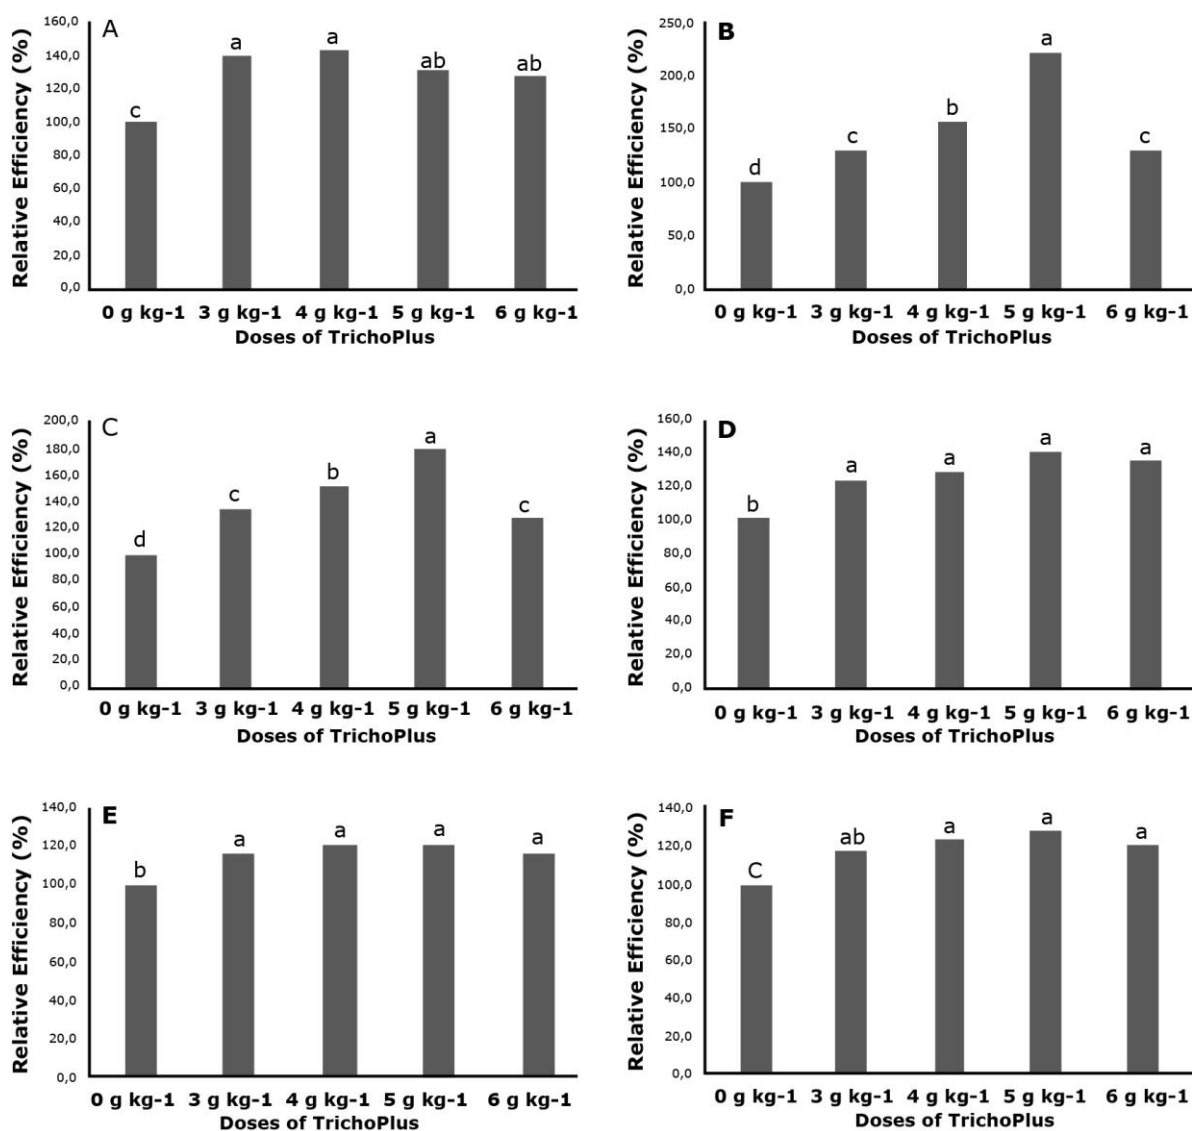 A
Relative Efficiency (%)
160,0
140,0
120,0
100,0
80,0
60,0
40,0
20,0
0,0
c
a
a
ab
ab
0 g kg-1 3 g kg-1 4 g kg-1 5 g kg-1 6 g kg-1
Doses of TrichoPlus
B
Relative Efficiency (%)
250,0
200,0
150,0
100,0
50,0
0,0
d
c
b
a
c
0 g kg-1 3 g kg-1 4 g kg-1 5 g kg-1 6 g kg-1
Doses of TrichoPlus
C
Relative Efficiency (%)
200,0
180,0
160,0
140,0
120,0
100,0
80,0
60,0
40,0
20,0
0,0
d
c
b
a
c
0 g kg-1 3 g kg-1 4 g kg-1 5 g kg-1 6 g kg-1
Doses of TrichoPlus
D
Relative Efficiency (%)
160,0
140,0
120,0
100,0
80,0
60,0
40,0
20,0
0,0
b
a
a
a
a
0 g kg-1 3 g kg-1 4 g kg-1 5 g kg-1 6 g kg-1
Doses of TrichoPlus
E
Relative Efficiency (%)
140,0
120,0
100,0
80,0
60,0
40,0
20,0
0,0
b
a
a
a
a
0 g kg-1 3 g kg-1 4 g kg-1 5 g kg-1 6 g kg-1
Doses of TrichoPlus
F
Relative Efficiency (%)
140,0
120,0
100,0
80,0
60,0
40,0
20,0
0,0
C
ab
a
a
a
0 g kg-1 3 g kg-1 4 g kg-1 5 g kg-1 6 g kg-1
Doses of TrichoPlus